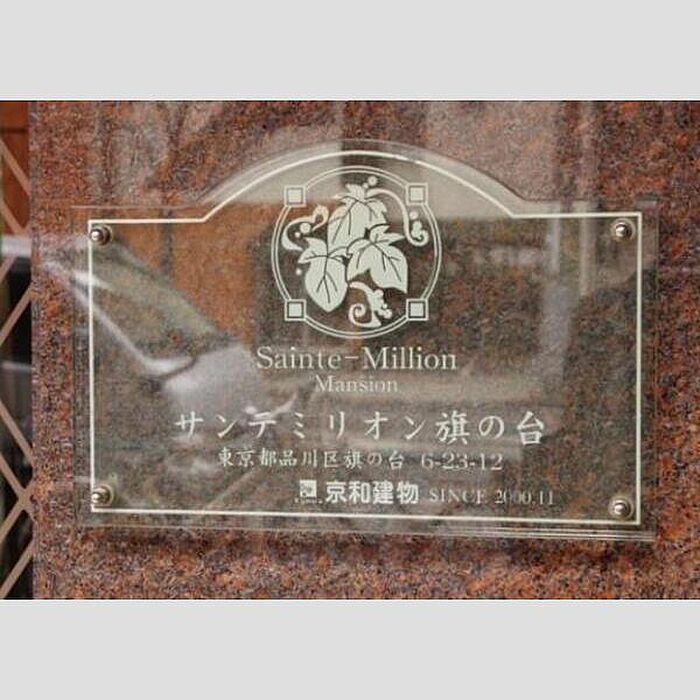 Sainte-Million
Mansion
サンテミリオン旗の台
東京都品川区旗の台 6-23-12
京和建物 SINCE 2000.11